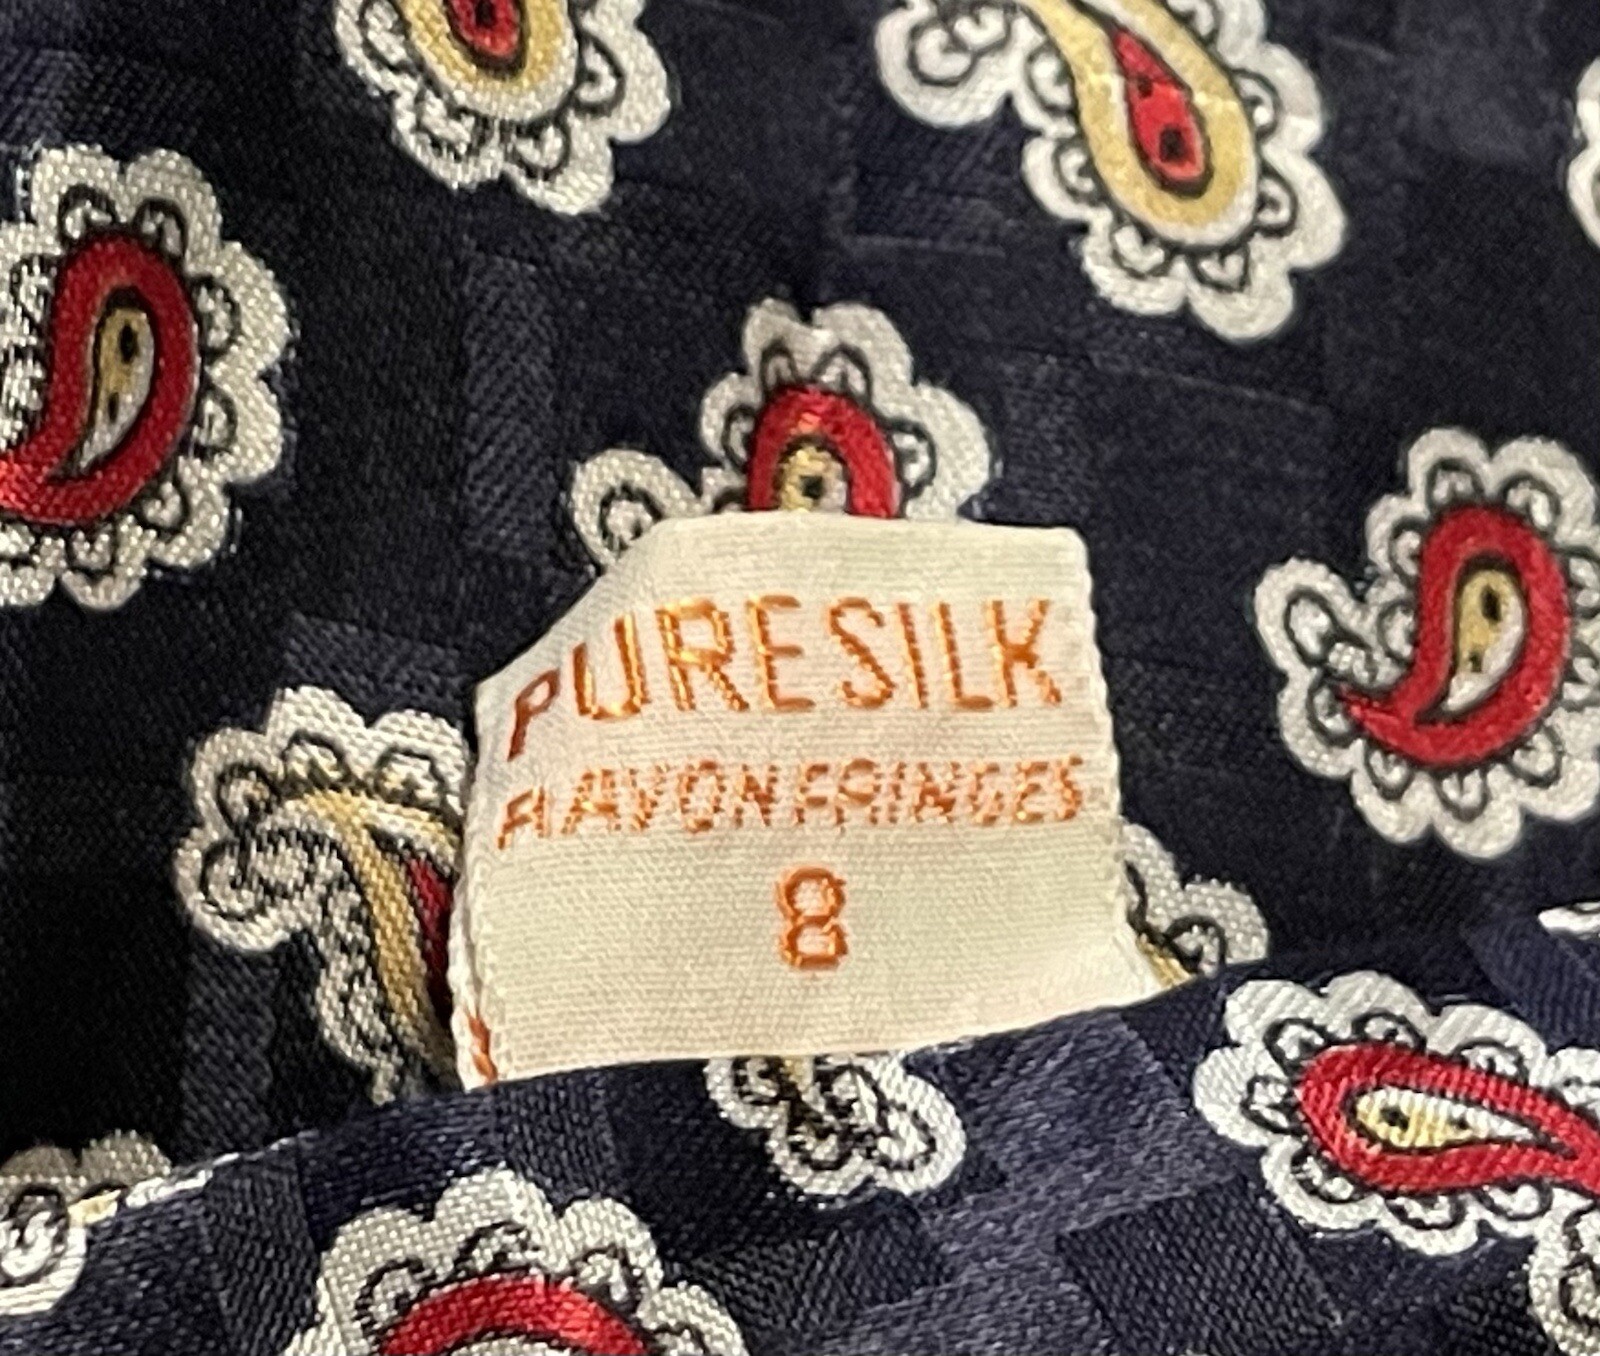 PURE SILK
RAYON FRINGES
8